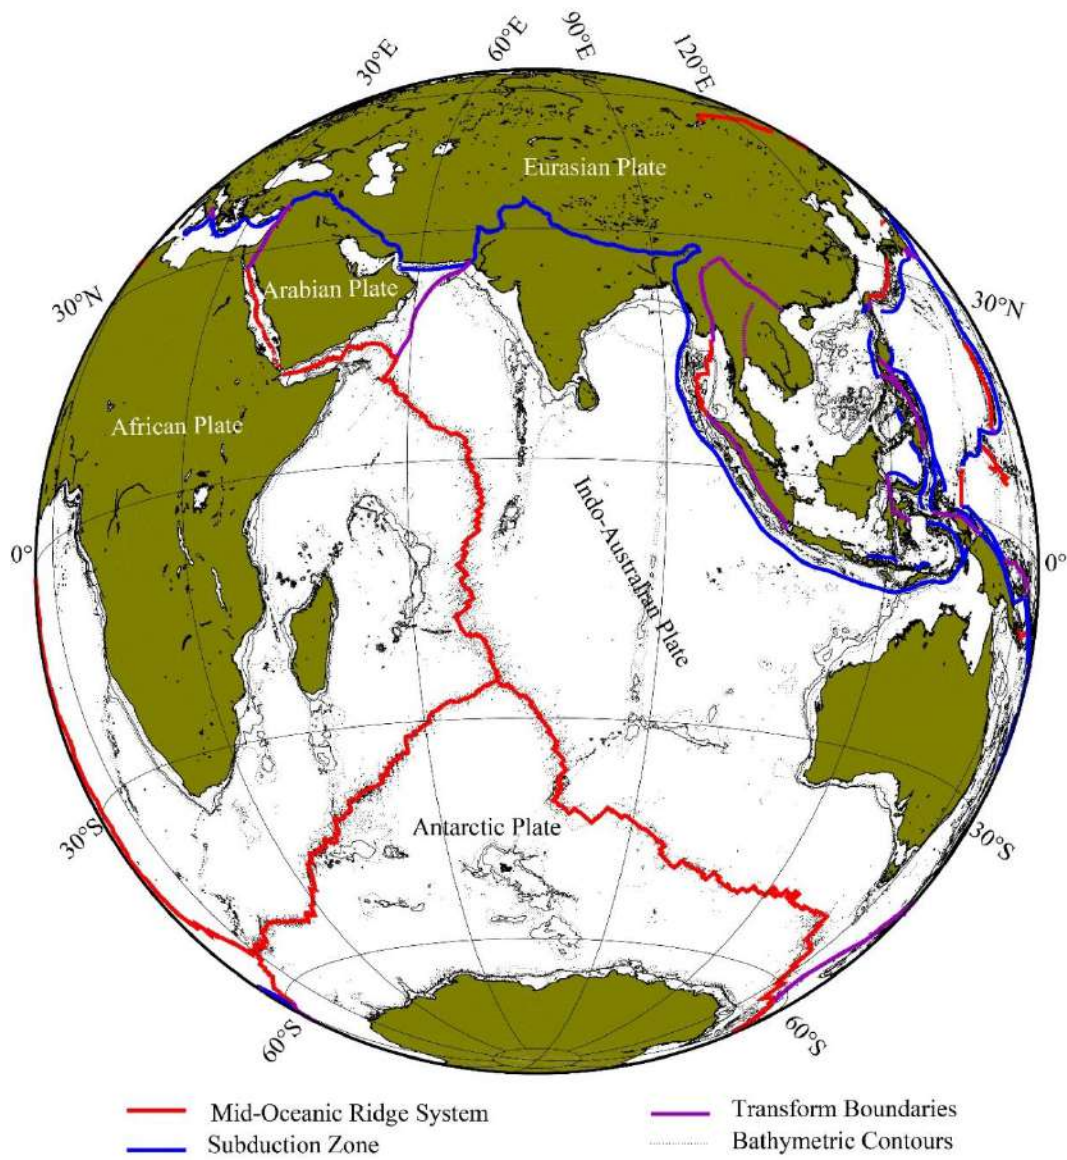 30°E
60°E
90°E
120°E
Eurasian Plate
30°N
Arabian Plate
30°N
African Plate
Indo-Australian Plate
0°
0°
Antarctic Plate
30°S
30°S
60°S
60°S
Mid-Oceanic Ridge System
Transform Boundaries
Subduction Zone
Bathymetric Contours